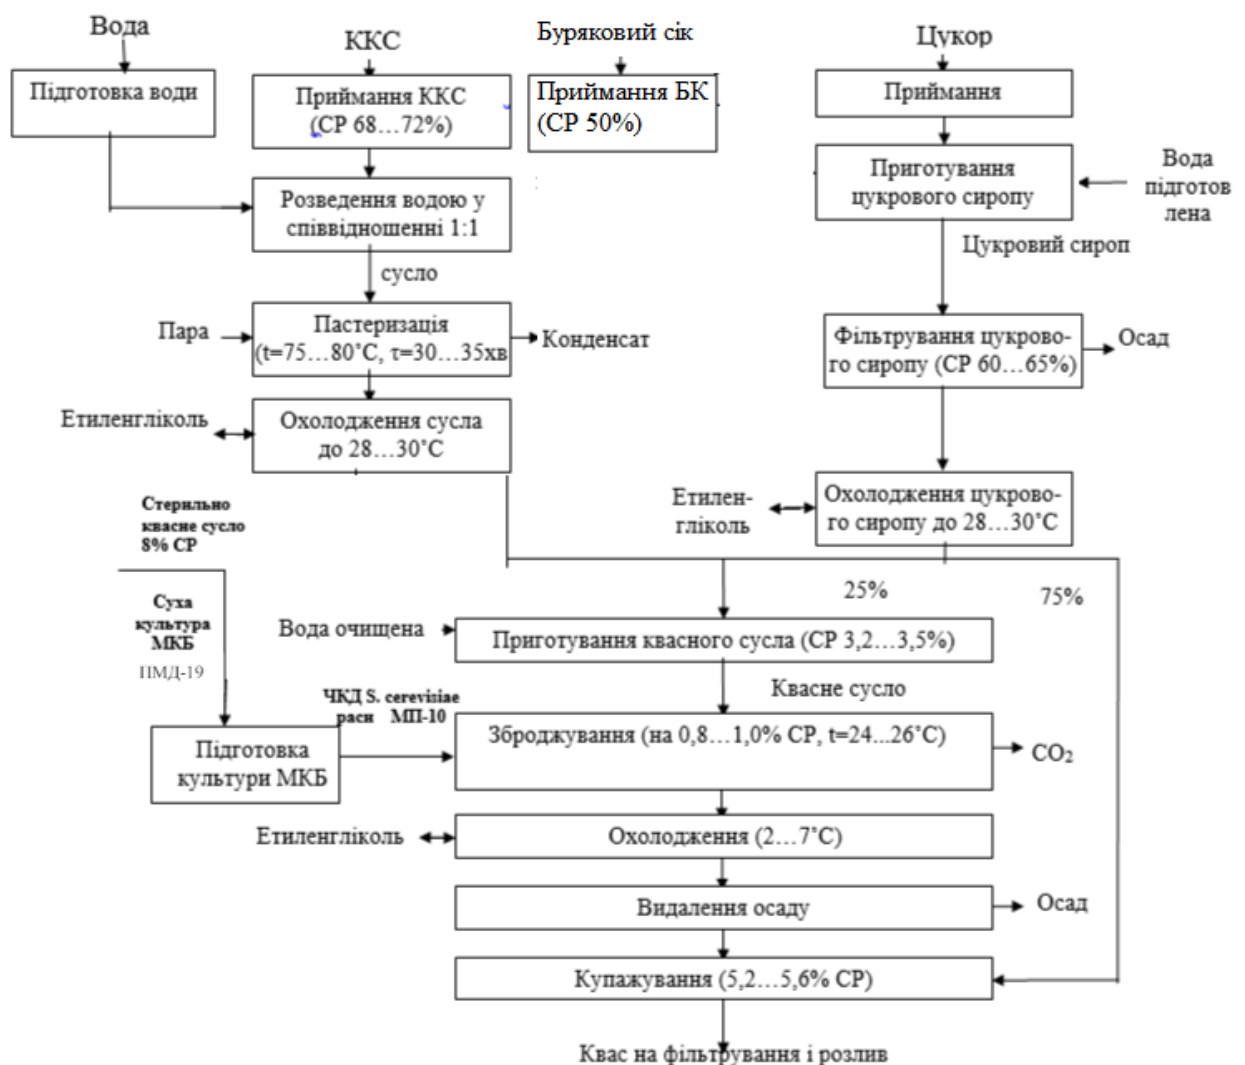 Вода
ККС
Буряковий сік
Цукор
Підготовка води
Приймання ККС
(СР 68...72%)
Приймання БК
(СР 50%)
Приймання
Розведення водою у
співвідношенні 1:1
Приготування
цукрового сиропу
Вода
підготов
лена
сусло
Цукровий сироп
Пара
Пастеризація
(t=75...80˚С, τ=30...35хв
Конденсат
Фільтрування цукрово-
го сиропу (СР 60...65%)
Осад
Етиленгліколь
Охолодження сусла
до 28...30˚С
Стерильно
квасне сусло
8% СР
Етилен-
гліколь
Охолодження цукрово-
го сиропу до 28...30˚С
25%
75%
Суха
культура
МКБ
ПМД-19
Вода очищена
Приготування квасного сусла (СР 3,2...3,5%)
Квасне сусло
ЧКД S. cerevisiae
раси МП-10
Підготовка
культури МКБ
Зброджування (на 0,8...1,0% СР, t=24...26˚С)
CO₂
Етиленгліколь
Охолодження (2...7˚С)
Видалення осаду
Осад
Купажування (5,2...5,6% СР)
Квас на фільтрування і розлив